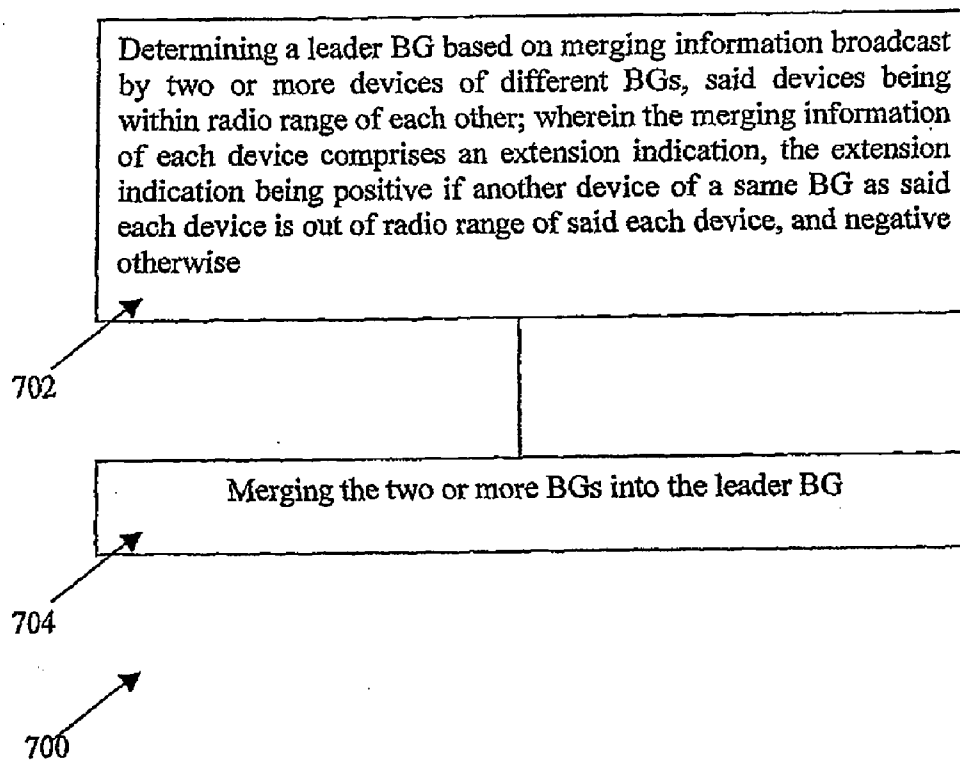 Determining a leader BG based on merging information broadcast
by two or more devices of different BGs, said devices being
within radio range of each other; wherein the merging information
of each device comprises an extension indication, the extension
indication being positive if another device of a same BG as said
each device is out of radio range of said each device, and negative
otherwise
702
Merging the two or more BGs into the leader BG
704
700